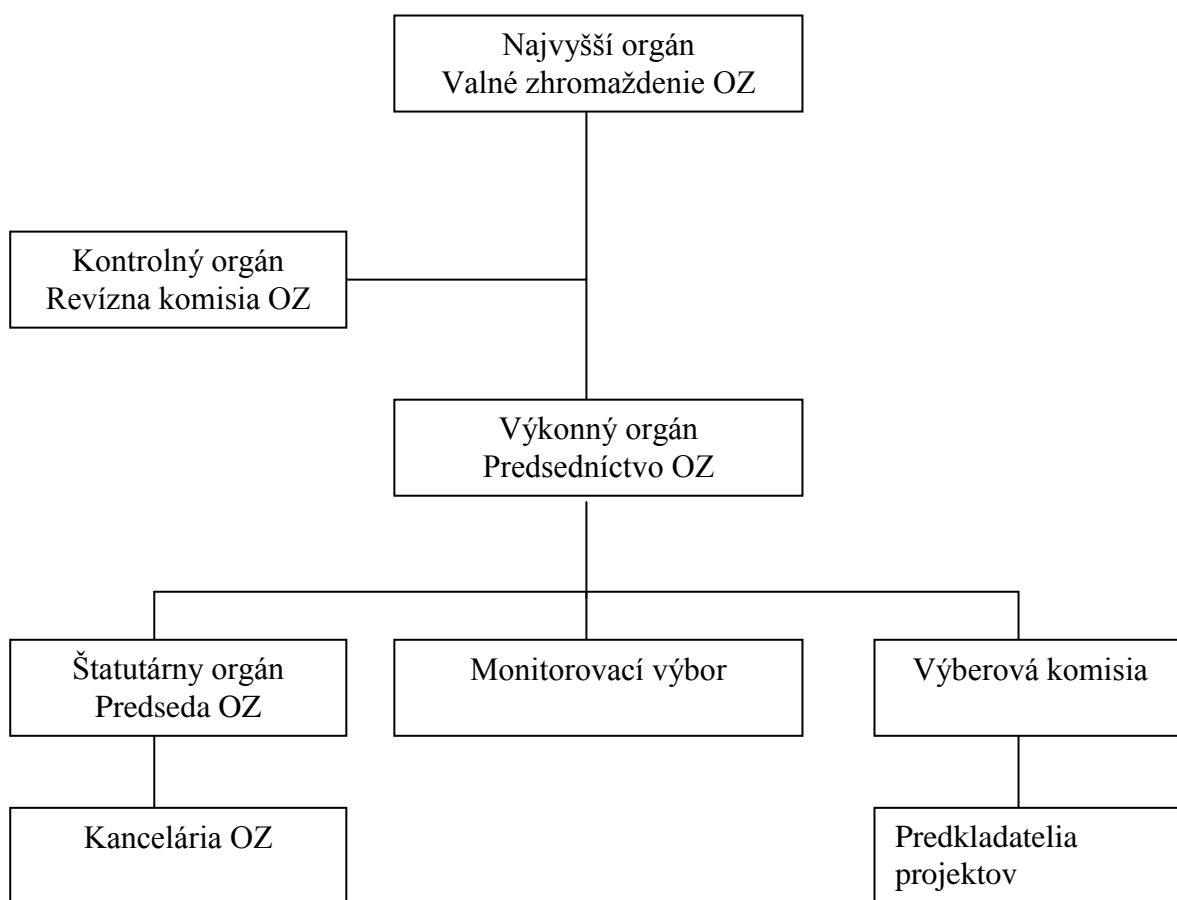 Najvyšší orgán
Valné zhromaždenie OZ
Kontrolný orgán
Revízna komisia OZ
Výkonný orgán
Predsedníctvo OZ
Štatutárny orgán
Predseda OZ
Monitorovací výbor
Výberová komisia
Kancelária OZ
Predkladatelia
projektov